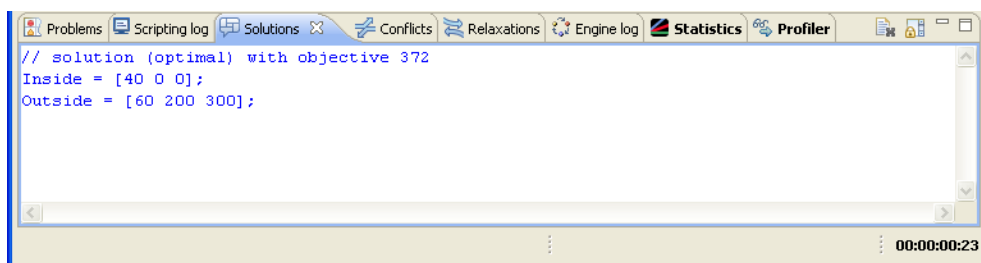 Problems Scripting log Solutions Conflicts Relaxations Engine log Statistics Profiler
// solution (optimal) with objective 372
Inside = [40 0 0];
Outside = [60 200 300];
00:00:00:23